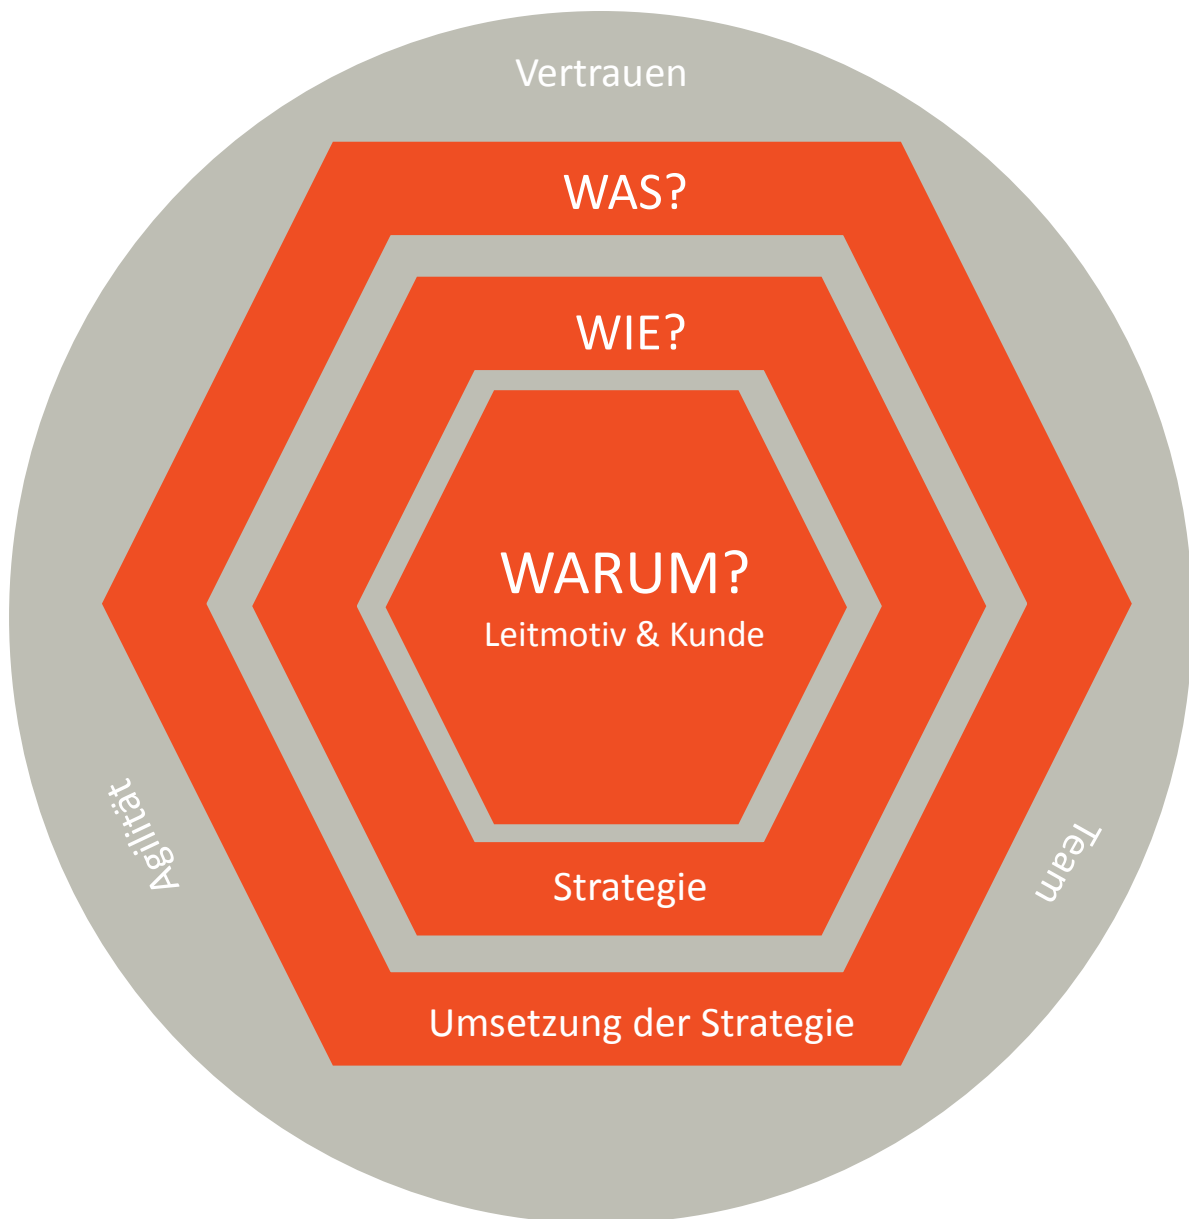 Vertrauen
WAS?
WIE?
WARUM?
Leitmotiv & Kunde
Agilität
Team
Strategie
Umsetzung der Strategie